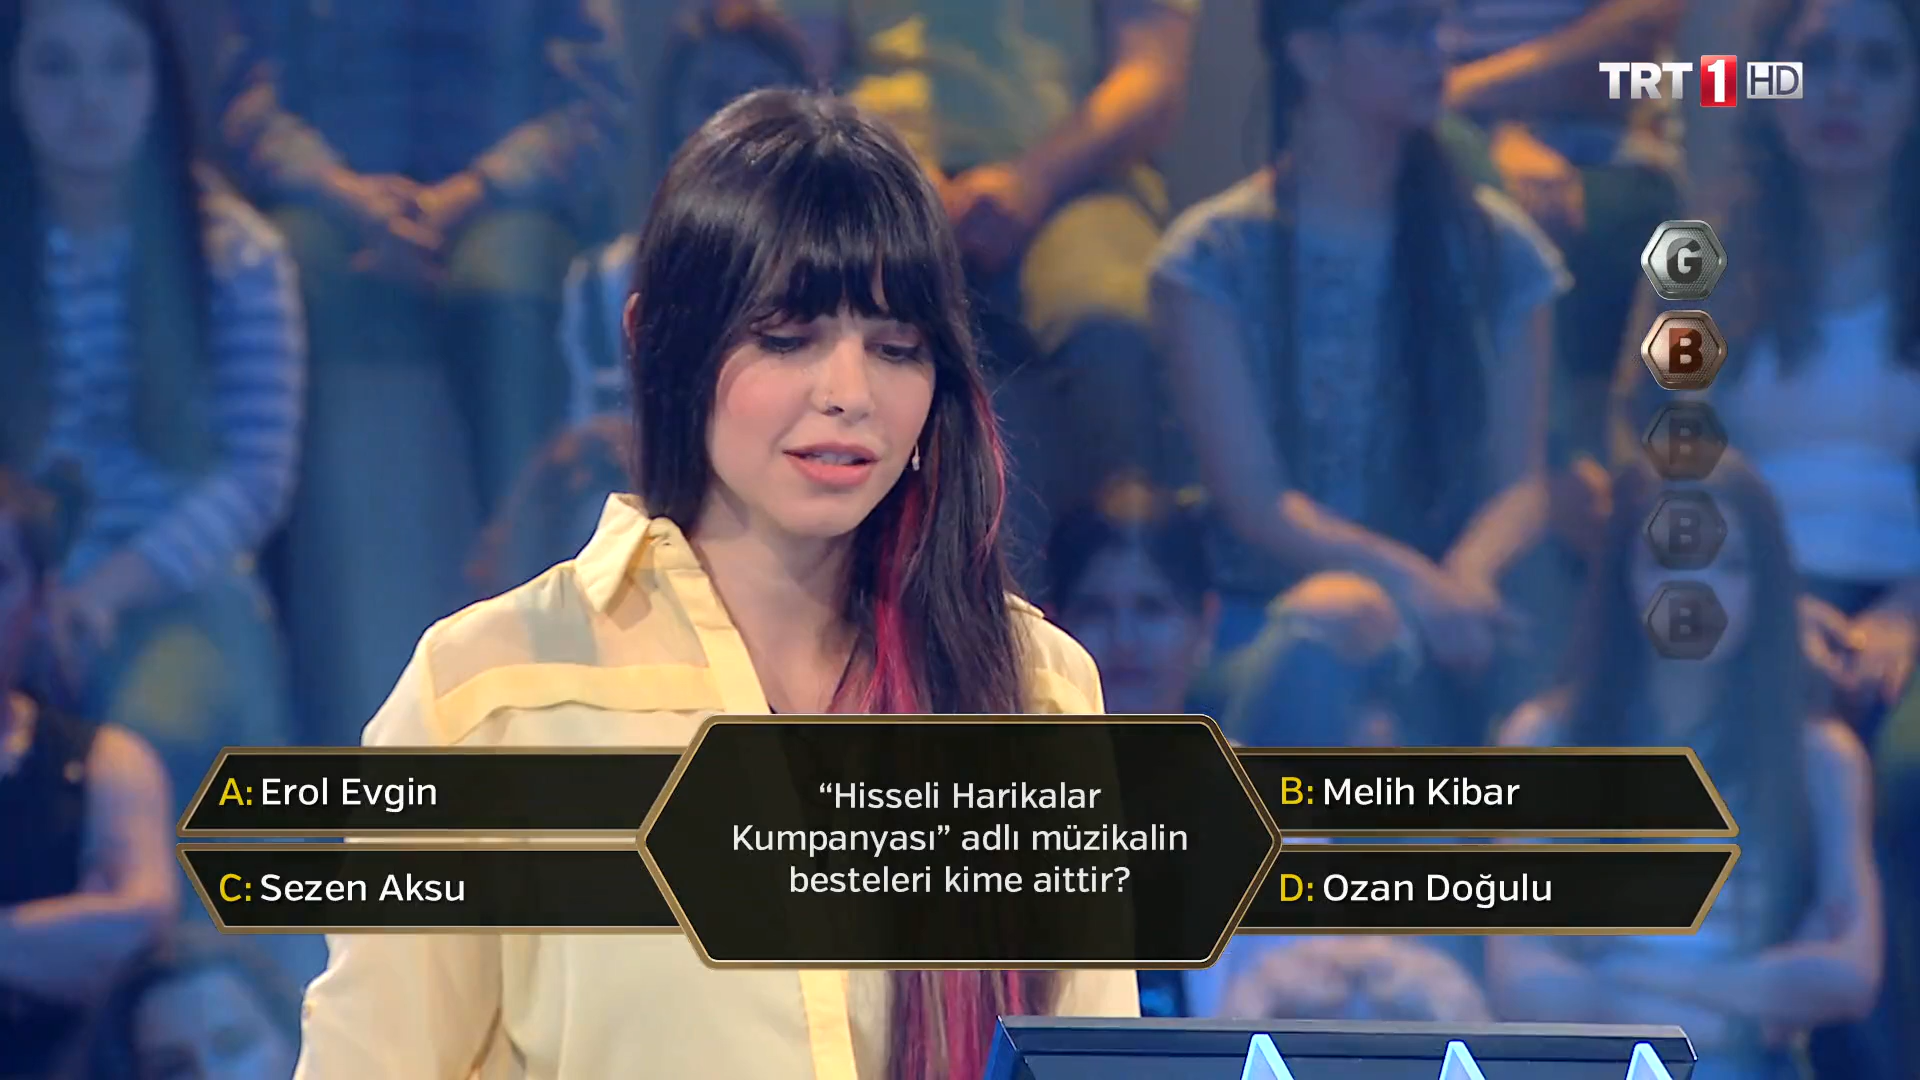 TRT 1 HD
G
B
B
B
B
A: Erol Evgin
B: Melih Kibar
“Hisseli Harikalar
Kumpanyası” adlı müzikalin
besteleri kime aittir?
C: Sezen Aksu
D: Ozan Doğulu